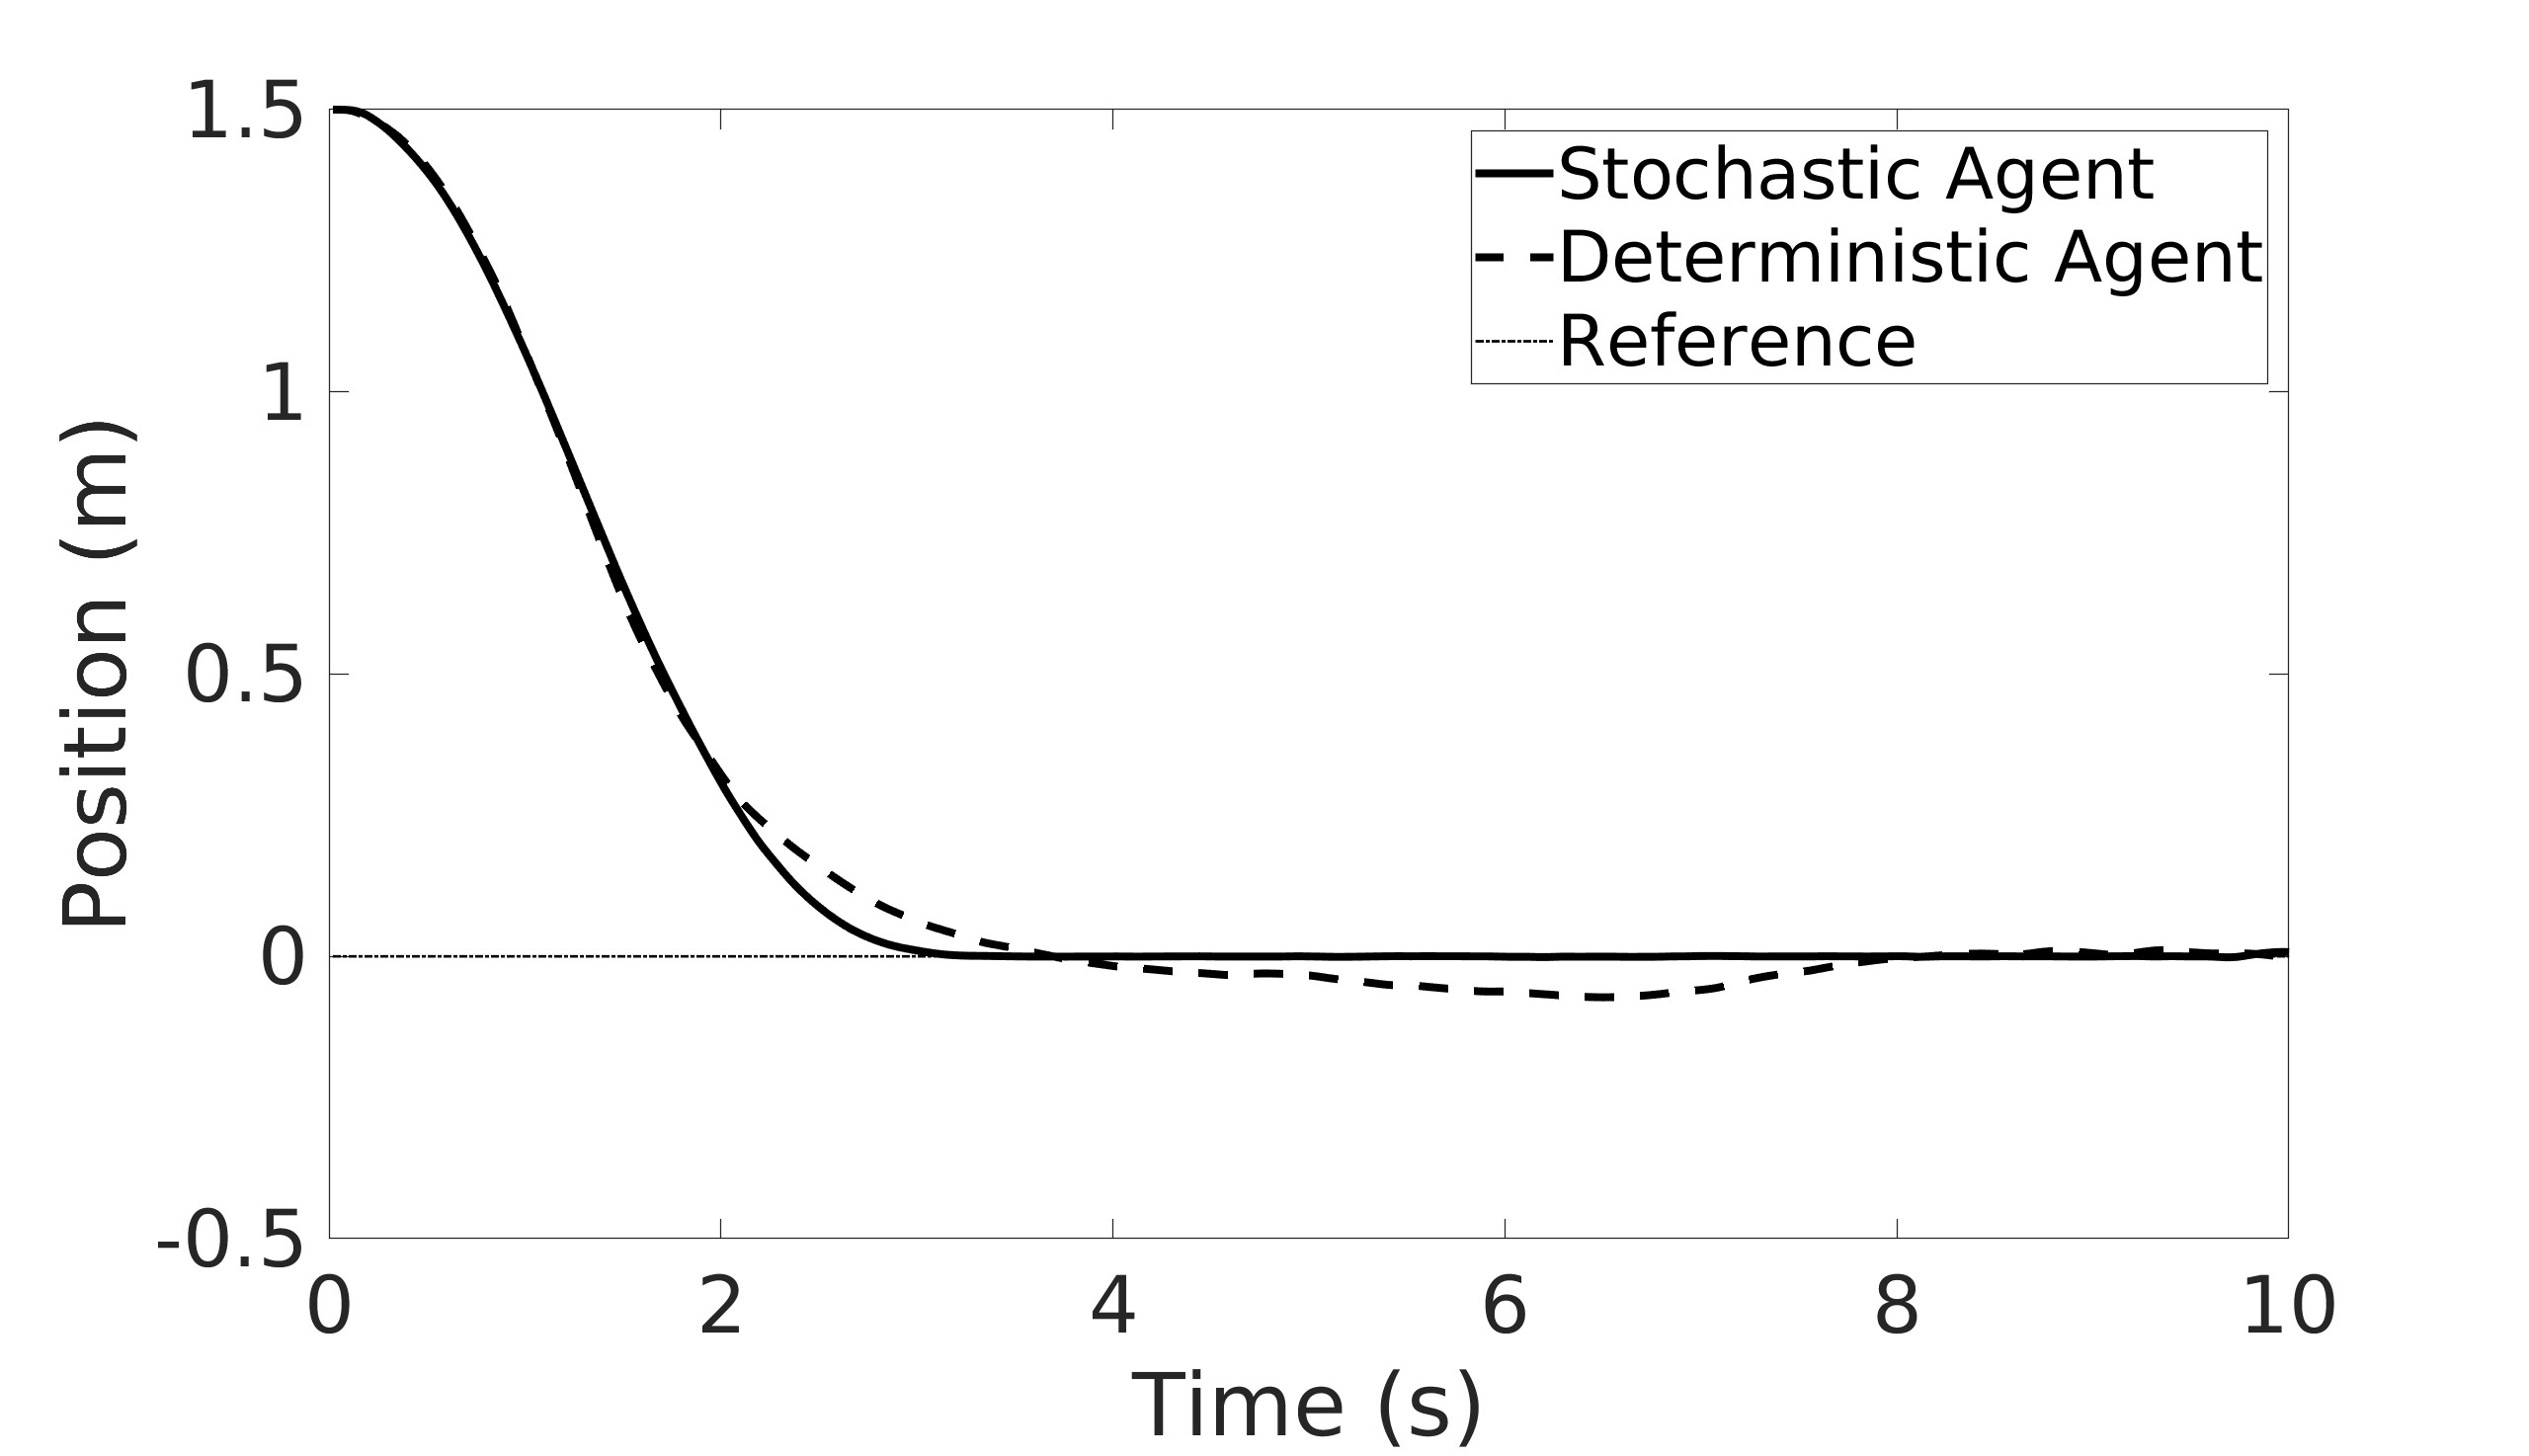 1.5
1
0.5
0
-0.5
Position (m)
Stochastic Agent
Deterministic Agent
Reference
0 2 4 6 8 10
Time (s)